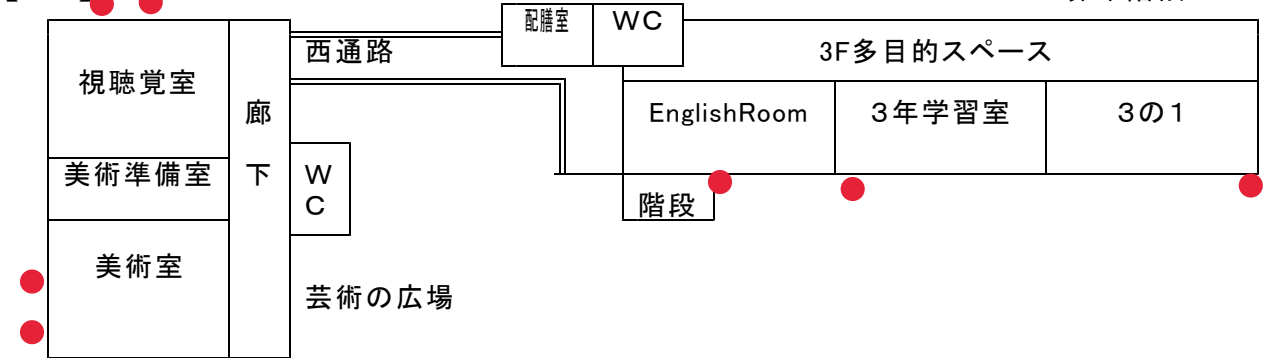 配膳室
WC
西通路
3F多目的スペース
視聴覚室
廊
下
EnglishRoom
３年学習室
３の１
美術準備室
W
C
階段
美術室
芸術の広場